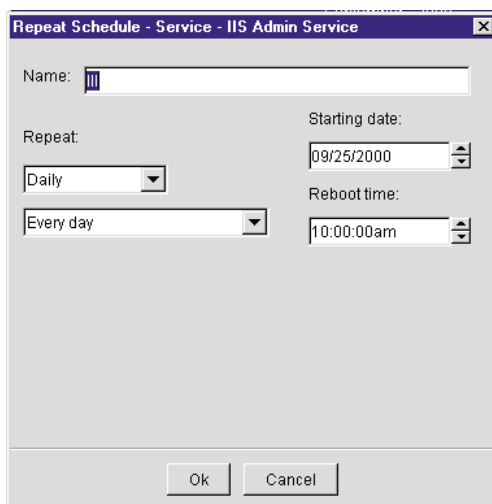 Repeat Schedule - Service - IIS Admin Service
Name: III
Repeat:
Daily
Every day
Starting date:
09/25/2000
Reboot time:
10:00:00am
Ok
Cancel